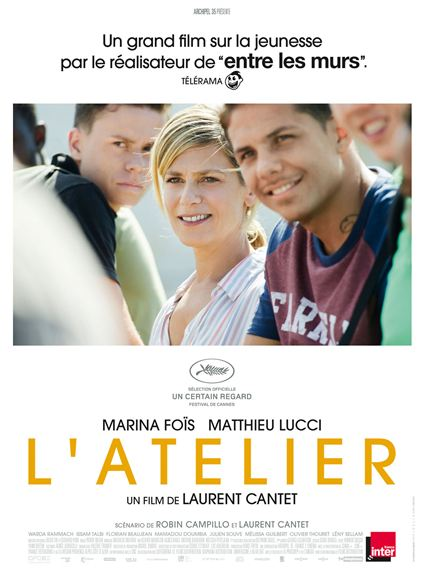 ARCHIPEL 35 PRÉSENTE
Un grand film sur la jeunesse
par le réalisateur de “entre les murs”.
TÉLÉRAMA
FARRELL
SÉLECTION OFFICIELLE
UN CERTAIN REGARD
FESTIVAL DE CANNES
MARINA FOÏS MATTHIEU LUCCI
L'ATELIER
UN FILM DE LAURENT CANTET
SCÉNARIO DE ROBIN CAMPILLO ET LAURENT CANTET
WARDA RAMMACH ISSAM TALBI FLORIAN BEAUJEAN MAMADOU DOUMBIA JULIEN SOUVE MÉLISSA GUILBERT OLIVIER THOURET LÉNY SELLAM
france
inter